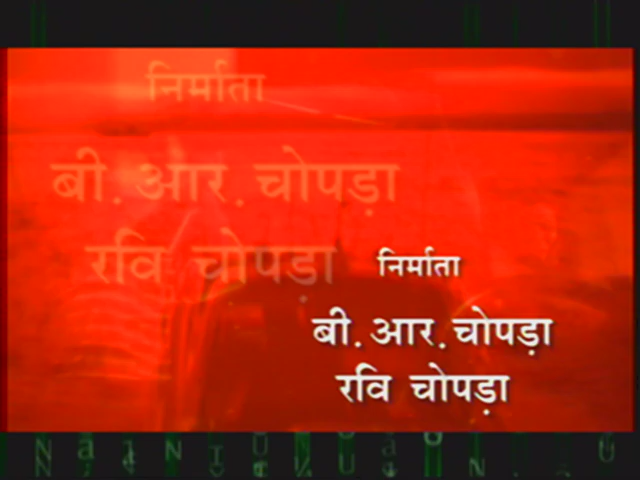 निर्माता
बी. आर. चोपड़ा
रवि चोपड़ा
निर्माता
बी. आर. चोपड़ा
रवि चोपड़ा